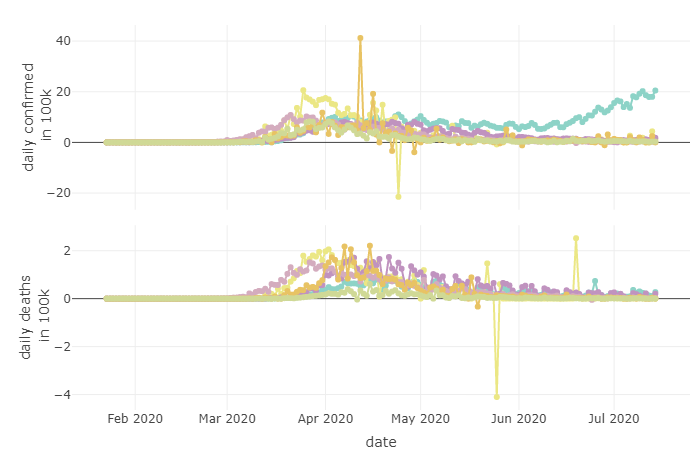 40
20
0
−20
daily confirmed
in 100k
2
0
−2
−4
daily deaths
in 100k
Feb 2020 Mar 2020 Apr 2020 May 2020 Jun 2020 Jul 2020
date